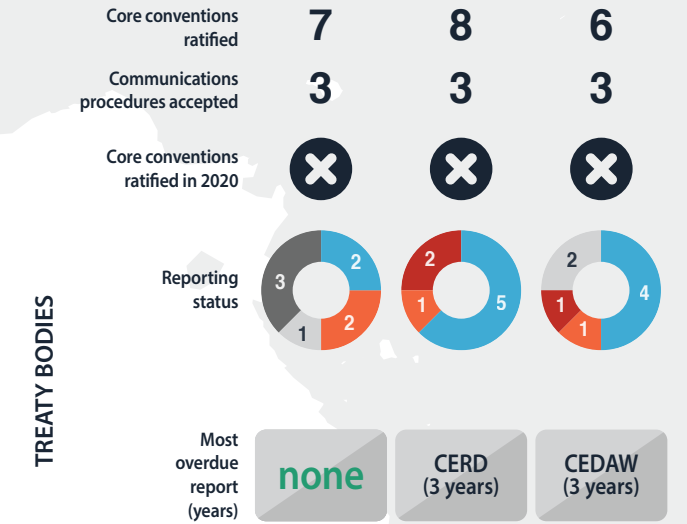 Core conventions
ratified
7 8 6
Communications
procedures accepted
3 3 3
Core conventions
ratified in 2020
Reporting
status
3 2 2 1
2 1 5
2 1 1 4
TREATY BODIES
Most
overdue
report
(years)
none
CERD
(3 years)
CEDAW
(3 years)